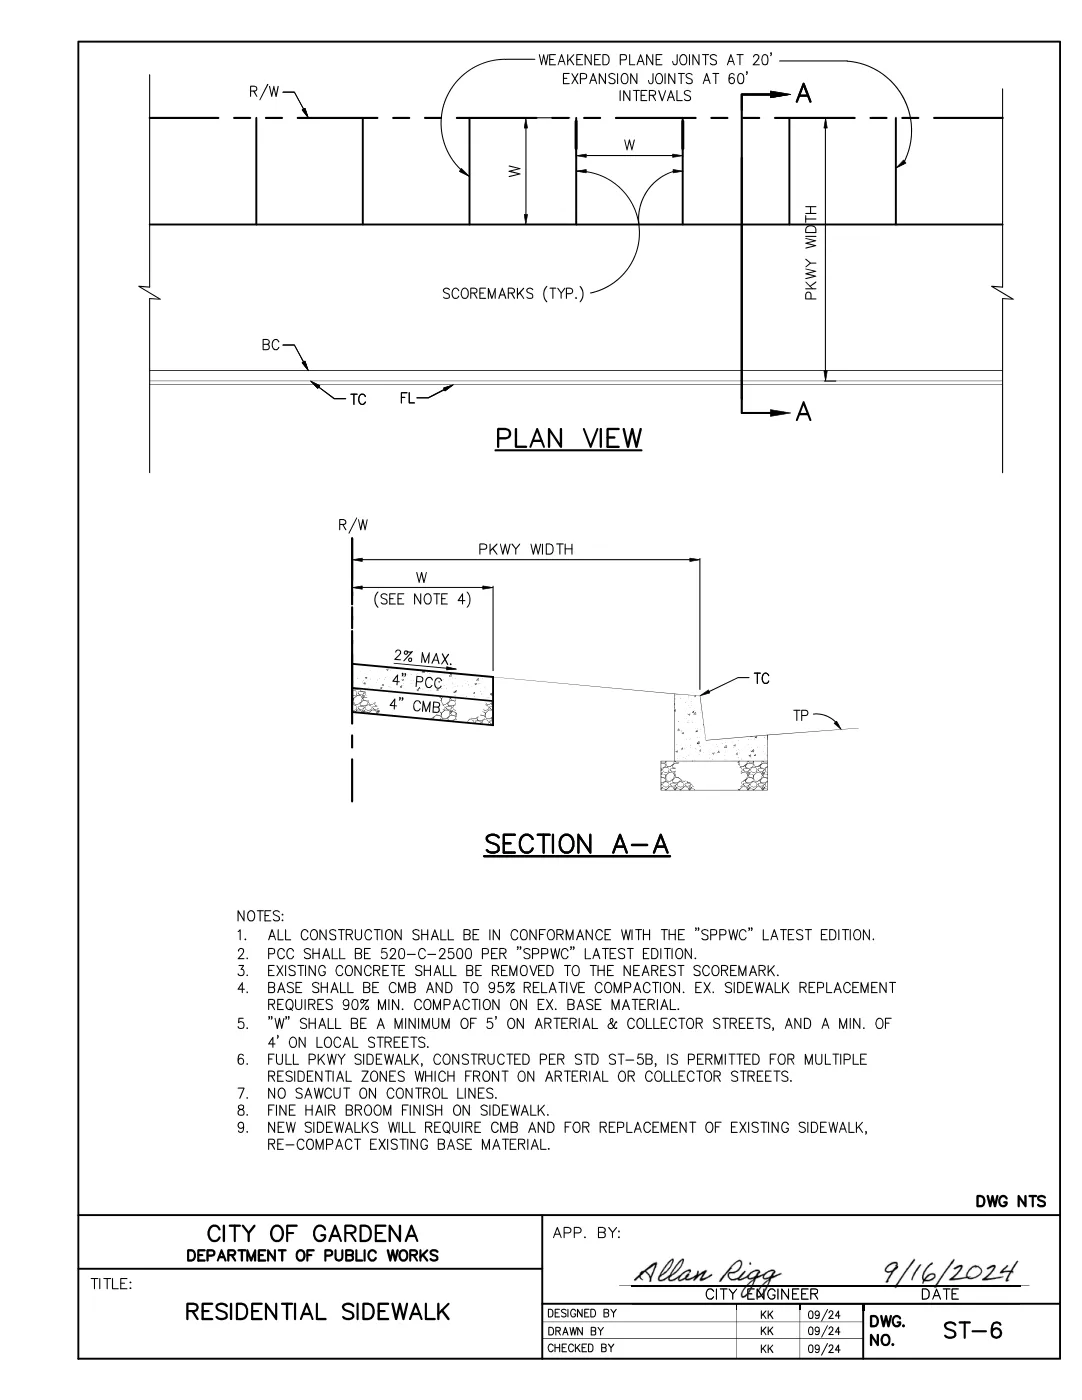 WEAKENED PLANE JOINTS AT 20'
EXPANSION JOINTS AT 60'
INTERVALS
R/W
A
W
W
PKWY WIDTH
SCOREMARKS (TYP.)
BC
TC
FL
A
PLAN VIEW
R/W
PKWY WIDTH
W
(SEE NOTE 4)
2% MAX.
4" PCC
4" CMB
TC
TP
SECTION A-A
NOTES:
1. ALL CONSTRUCTION SHALL BE IN CONFORMANCE WITH THE "SPPWC" LATEST EDITION.
2. PCC SHALL BE 520-C-2500 PER "SPPWC" LATEST EDITION.
3. EXISTING CONCRETE SHALL BE REMOVED TO THE NEAREST SCOREMARK.
4. BASE SHALL BE CMB AND TO 95% RELATIVE COMPACTION. EX. SIDEWALK REPLACEMENT
REQUIRES 90% MIN. COMPACTION ON EX. BASE MATERIAL.
5. "W" SHALL BE A MINIMUM OF 5' ON ARTERIAL & COLLECTOR STREETS, AND A MIN. OF
4' ON LOCAL STREETS.
6. FULL PKWY SIDEWALK, CONSTRUCTED PER STD ST-5B, IS PERMITTED FOR MULTIPLE
RESIDENTIAL ZONES WHICH FRONT ON ARTERIAL OR COLLECTOR STREETS.
7. NO SAWCUT ON CONTROL LINES.
8. FINE HAIR BROOM FINISH ON SIDEWALK.
9. NEW SIDEWALKS WILL REQUIRE CMB AND FOR REPLACEMENT OF EXISTING SIDEWALK,
RE-COMPACT EXISTING BASE MATERIAL.
DWG NTS
CITY OF GARDENA
DEPARTMENT OF PUBLIC WORKS
TITLE:
RESIDENTIAL SIDEWALK
APP. BY:
Allan Rigg 9/16/2024
CITY ENGINEER DATE
DESIGNED BY KK 09/24
DRAWN BY KK 09/24
CHECKED BY KK 09/24
DWG. NO. ST-6